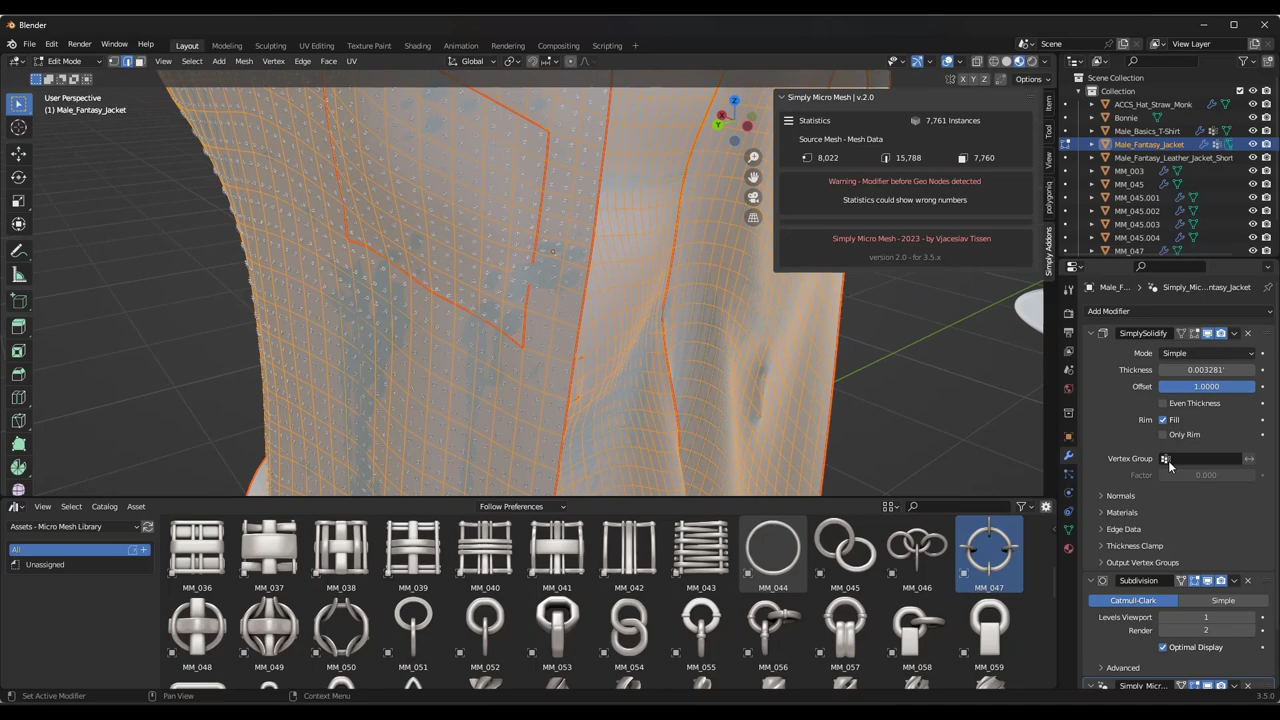 Blender
File Edit Render Window Help
Layout Modeling Sculpting UV Editing Texture Paint Shading Animation Rendering Compositing Scripting +
Scene
View Layer
Edit Mode View Select Add Mesh Vertex Edge Face UV
Global
X Y Z Options
User Perspective
(1) Male_Fantasy_Jacket
Simply Micro Mesh | v.2.0
Statistics 7,761 Instances
Source Mesh - Mesh Data
8,022 15,788 7,760
Warning - Modifier before Geo Nodes detected
Statistics could show wrong numbers
Simply Micro Mesh - 2023 - by Vjaceslav Tissen
version 2.0 - for 3.5.x
Z
X
Y
Item
Tool
View
polygoniq
Simply Addons
Scene Collection
Collection
ACCS_Hat_Straw_Monk
Bonnie
Male_Basics_T-Shirt
Male_Fantasy_Jacket
Male_Fantasy_Leather_Jacket_Short
MM_003
MM_045
MM_045.001
MM_045.002
MM_045.003
MM_045.004
MM_047
Male_F... Simply_Mic...ntasy_Jacket
Add Modifier
SimplySolidify
Mode Simple
Thickness 0.003281'
Offset 1.0000
Even Thickness
Rim Fill
Only Rim
Vertex Group
Factor 0.000
Normals
Materials
Edge Data
Thickness Clamp
Output Vertex Groups
Subdivision
Catmull-Clark Simple
Levels Viewport 1
Render 2
Optimal Display
Advanced
Simply_Micr...
View Select Catalog Asset
Follow Preferences
Assets - Micro Mesh Library
All
Unassigned
MM_036 MM_037 MM_038 MM_039 MM_040 MM_041 MM_042 MM_043 MM_044 MM_045 MM_046 MM_047
MM_048 MM_049 MM_050 MM_051 MM_052 MM_053 MM_054 MM_055 MM_056 MM_057 MM_058 MM_059
Set Active Modifier Pan View Context Menu
3.5.0